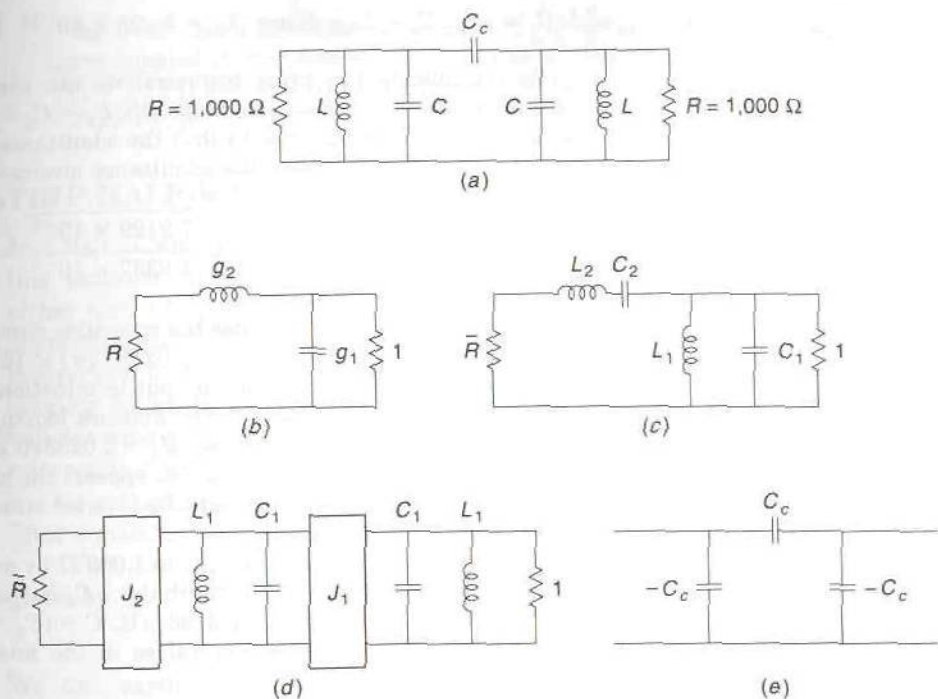 C_c
R = 1,000 Ω L C C L R = 1,000 Ω
(a)
g_2
R̄ g_1 1
(b)
L_2 C_2
R̄ L_1 C_1 1
(c)
L_1 C_1 C_1 L_1
R̄ J_2 J_1 1
(d)
C_c
-C_c -C_c
(e)